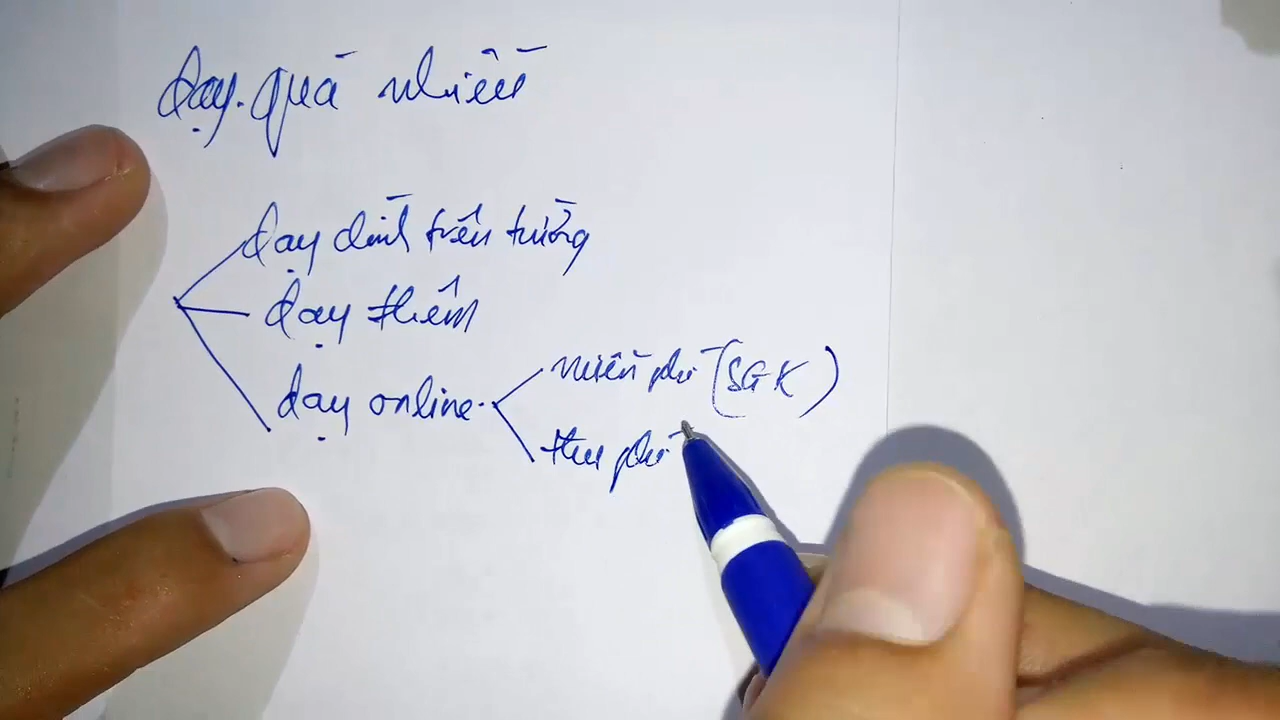 dạy quá nhiều
dạy chính trên trường
dạy thêm
miễn phí (SGK)
dạy online
thu phí